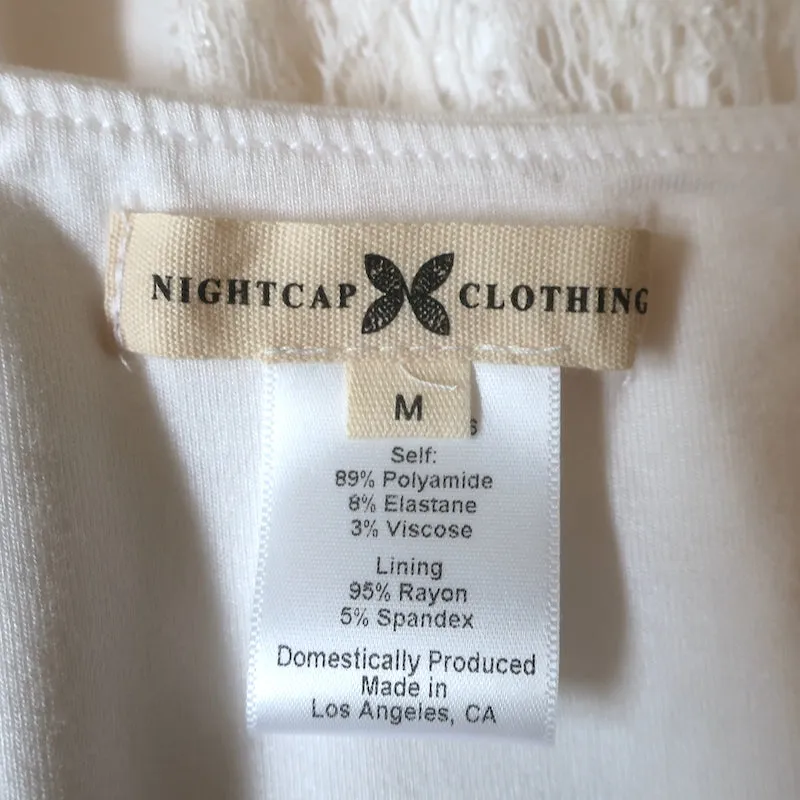 NIGHTCAP CLOTHING
M
Self:
89% Polyamide
8% Elastane
3% Viscose
Lining
95% Rayon
5% Spandex
Domestically Produced
Made in
Los Angeles, CA